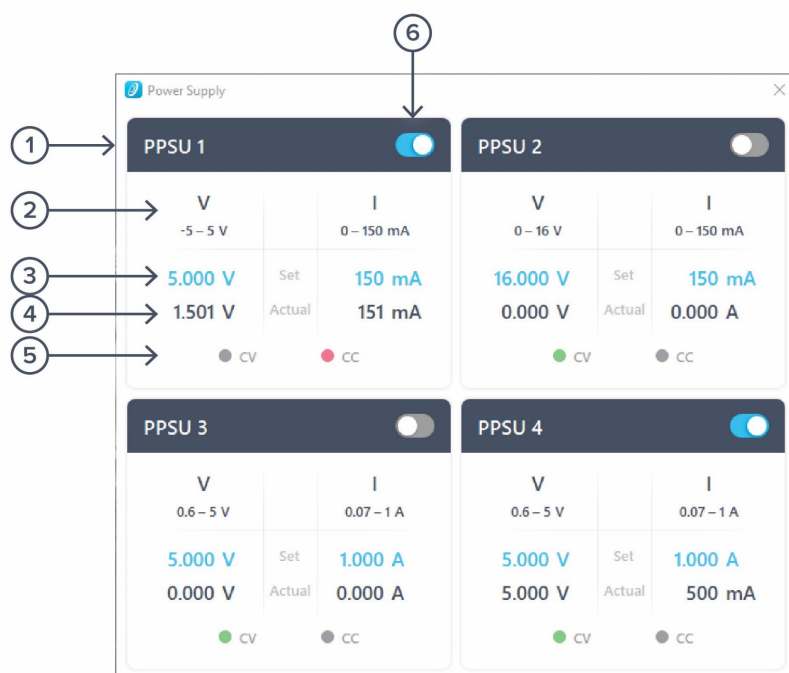 6
Power Supply
1
PPSU 1
PPSU 2
2
V I V I
-5 – 5 V 0 – 150 mA 0 – 16 V 0 – 150 mA
3
5.000 V Set 150 mA 16.000 V Set 150 mA
4
1.501 V Actual 151 mA 0.000 V Actual 0.000 A
5
CV CC CV CC
PPSU 3 PPSU 4
V I V I
0.6 – 5 V 0.07 – 1 A 0.6 – 5 V 0.07 – 1 A
5.000 V Set 1.000 A 5.000 V Set 1.000 A
0.000 V Actual 0.000 A 5.000 V Actual 500 mA
CV CC CV CC